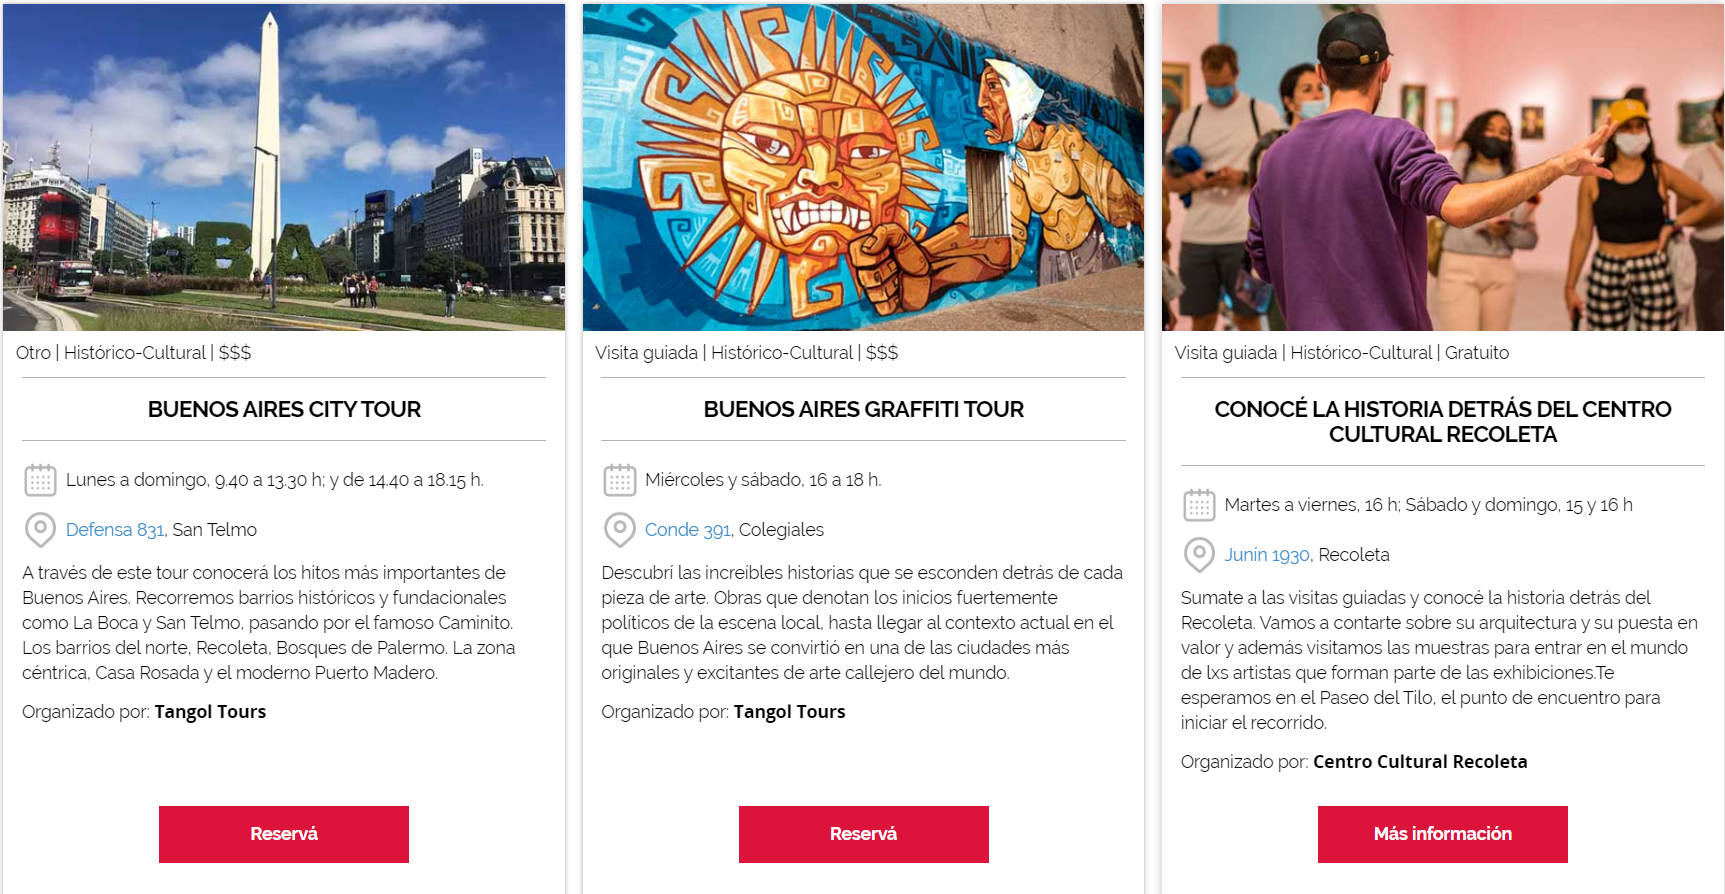 BA
Otro | Histórico-Cultural | $$$
BUENOS AIRES CITY TOUR
Lunes a domingo, 9.40 a 13.30 h; y de 14.40 a 18.15 h.
Defensa 831, San Telmo
A través de este tour conocerá los hitos más importantes de
Buenos Aires. Recorremos barrios históricos y fundacionales
como La Boca y San Telmo, pasando por el famoso Caminito.
Los barrios del norte, Recoleta, Bosques de Palermo. La zona
céntrica, Casa Rosada y el moderno Puerto Madero.
Organizado por: Tangol Tours
Reservá
Visita guiada | Histórico-Cultural | $$$
BUENOS AIRES GRAFFITI TOUR
Miércoles y sábado, 16 a 18 h.
Conde 391, Colegiales
Descubrí las increíbles historias que se esconden detrás de cada
pieza de arte. Obras que denotan los inicios fuertemente
políticos de la escena local, hasta llegar al contexto actual en el
que Buenos Aires se convirtió en una de las ciudades más
originales y excitantes de arte callejero del mundo.
Organizado por: Tangol Tours
Reservá
Visita guiada | Histórico-Cultural | Gratuito
CONOCÉ LA HISTORIA DETRÁS DEL CENTRO
CULTURAL RECOLETA
Martes a viernes, 16 h; Sábado y domingo, 15 y 16 h
Junín 1930, Recoleta
Sumate a las visitas guiadas y conocé la historia detrás del
Recoleta. Vamos a contarte sobre su arquitectura y su puesta en
valor y además visitamos las muestras para entrar en el mundo
de lxs artistas que forman parte de las exhibiciones.Te
esperamos en el Paseo del Tilo, el punto de encuentro para
iniciar el recorrido.
Organizado por: Centro Cultural Recoleta
Más información